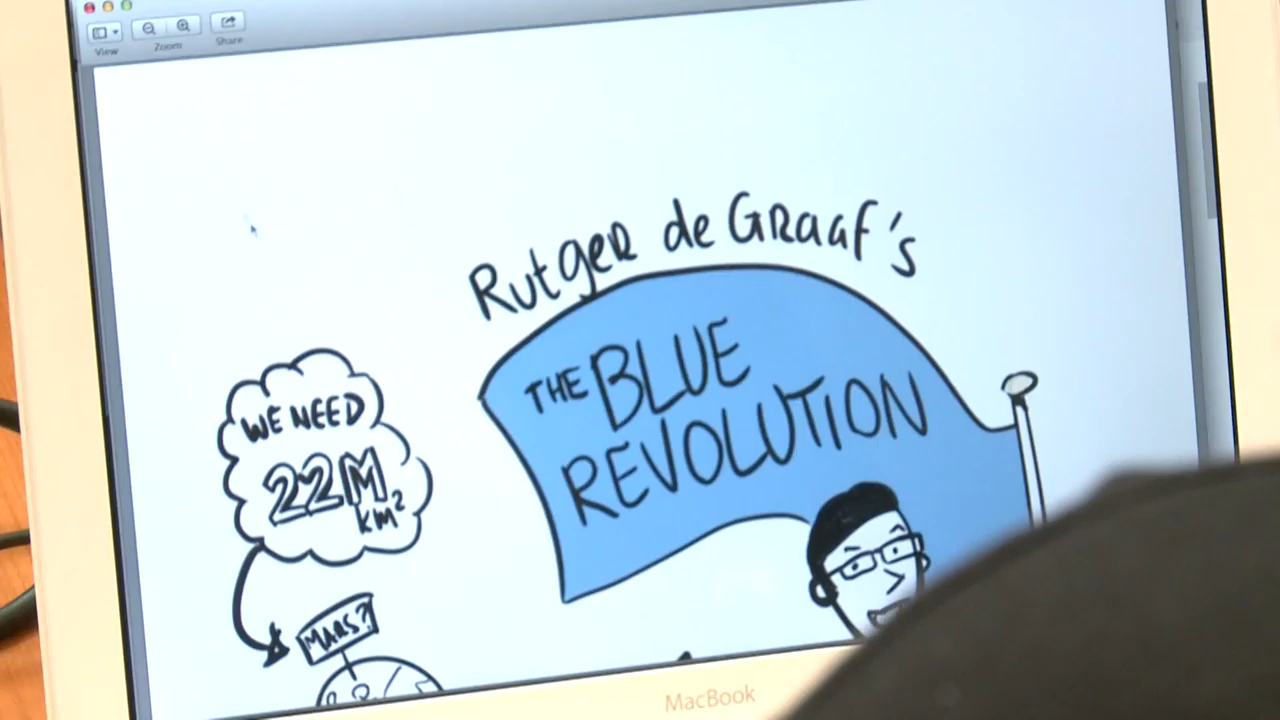 View
Zoom
Share
RutgeR de GRaaf's
THE BLUE
REVOLUTION
WE NEED
22M
KM²
MARS?
MacBook